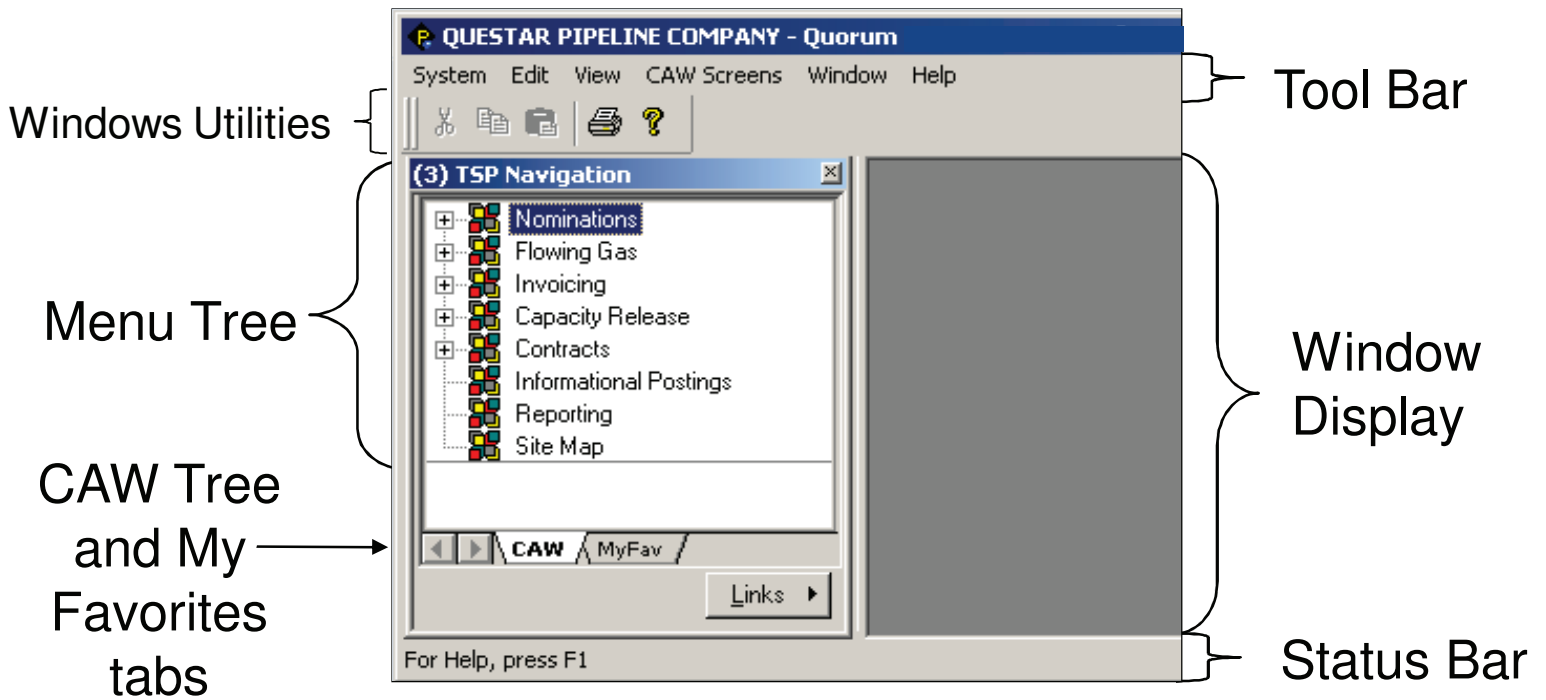 QUESTAR PIPELINE COMPANY - Quorum
System Edit View CAW Screens Window Help
Tool Bar
Windows Utilities
(3) TSP Navigation
Nominations
Flowing Gas
Invoicing
Capacity Release
Contracts
Informational Postings
Reporting
Site Map
Menu Tree
Window
Display
CAW Tree
and My
Favorites
tabs
CAW MyFav
Links
For Help, press F1
Status Bar